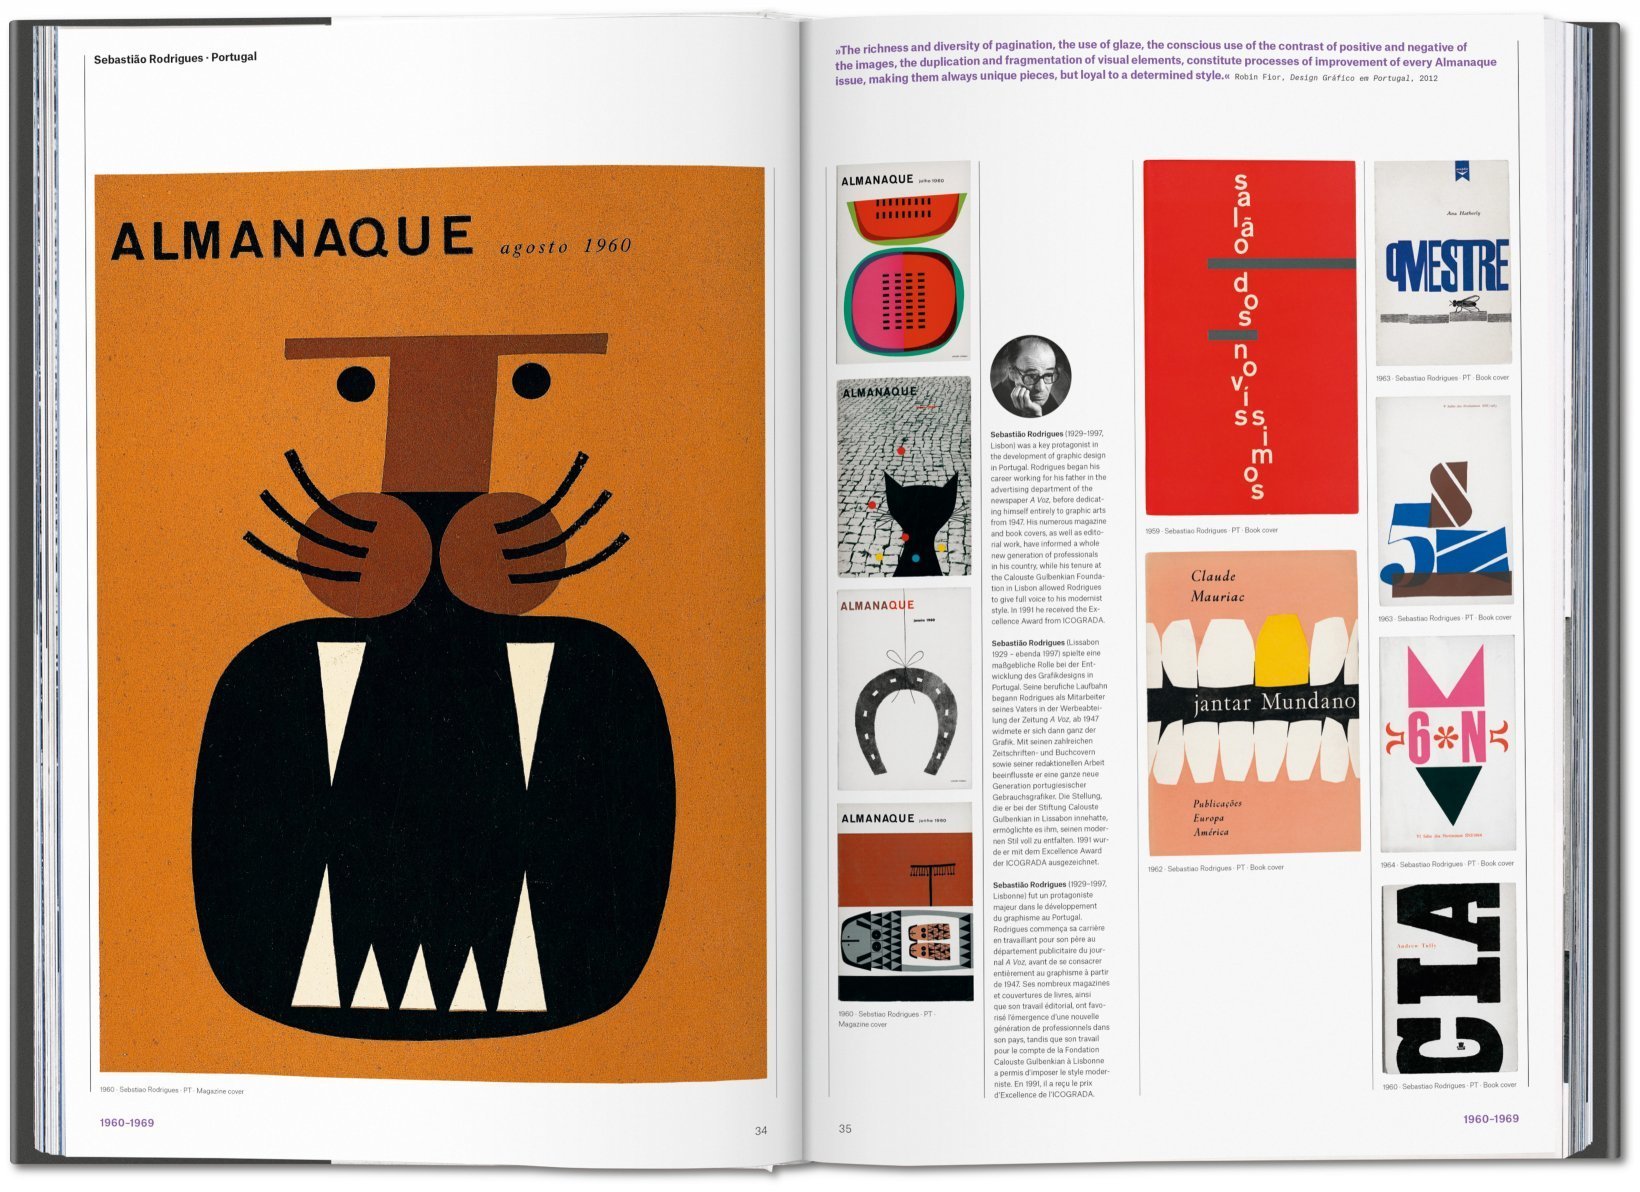 Sebastião Rodrigues · Portugal
ALMANAQUE agosto 1960
1960 · Sebstiao Rodrigues · PT · Magazine cover
1960–1969
34
»The richness and diversity of pagination, the use of glaze, the conscious use of the contrast of positive and negative of
the images, the duplication and fragmentation of visual elements, constitute processes of improvement of every Almanaque
issue, making them always unique pieces, but loyal to a determined style.« Robin Fior, Design Gráfico em Portugal, 2012
ALMANAQUE julho 1960
ALMANAQUE
ALMANAQUE
Janeiro 1960
ALMANAQUE junho 1960
1960 · Sebstiao Rodrigues · PT ·
Magazine cover
Sebastião Rodrigues (1929–1997,
Lisbon) was a key protagonist in
the development of graphic design
in Portugal. Rodrigues began his
career working for his father in the
advertising department of the
newspaper A Voz, before dedicat-
ing himself entirely to graphic arts
from 1947. His numerous magazine
and book covers, as well as edito-
rial work, have informed a whole
new generation of professionals
in his country, while his tenure at
the Calouste Gulbenkian Founda-
tion in Lisbon allowed Rodrigues
to give full voice to his modernist
style. In 1991 he received the Ex-
cellence Award from ICOGRADA.
Sebastião Rodrigues (Lissabon
1929 – ebenda 1997) spielte eine
maßgebliche Rolle bei der Ent-
wicklung des Grafikdesigns in
Portugal. Seine berufliche Laufbahn
begann Rodrigues als Mitarbeiter
seines Vaters in der Werbeabtei-
lung der Zeitung A Voz, ab 1947
widmete er sich dann ganz der
Grafik. Mit seinen zahlreichen
Zeitschriften- und Buchcovern
sowie seiner redaktionellen Arbeit
beeinflusste er eine ganze neue
Generation portugiesischer
Gebrauchsgrafiker. Die Stellung,
die er bei der Stiftung Calouste
Gulbenkian in Lissabon innehatte,
ermöglichte es ihm, seinen moder-
nen Stil voll zu entfalten. 1991 wur-
de er mit dem Excellence Award
der ICOGRADA ausgezeichnet.
Sebastião Rodrigues (1929–1997,
Lisbonne) fut un protagoniste
majeur dans le développement
du graphisme au Portugal.
Rodrigues commença sa carrière
en travaillant pour son père au
département publicitaire du jour-
nal A Voz, avant de se consacrer
entièrement au graphisme à partir
de 1947. Ses nombreux magazines
et couvertures de livres, ainsi
que son travail éditorial, ont favo-
risé l'émergence d'une nouvelle
génération de professionnels dans
son pays, tandis que son travail
pour le compte de la Fondation
Calouste Gulbenkian à Lisbonne
a permis d'imposer le style moder-
niste. En 1991, il a reçu le prix
d'Excellence de l'ICOGRADA.
salão dos novíssimos
1959 · Sebastiao Rodrigues · PT · Book cover
Claude
Mauriac
jantar Mundano
Publicações
Europa
América
1962 · Sebastiao Rodrigues · PT · Book cover
Ana Hatherly
O MESTRE
1963 · Sebastiao Rodrigues · PT · Book cover
5 S N
1963 · Sebastiao Rodrigues · PT · Book cover
M
6*N
1964 · Sebastiao Rodrigues · PT · Book cover
Andrew Tully
CIA
1960 · Sebastiao Rodrigues · PT · Book cover
35
1960–1969